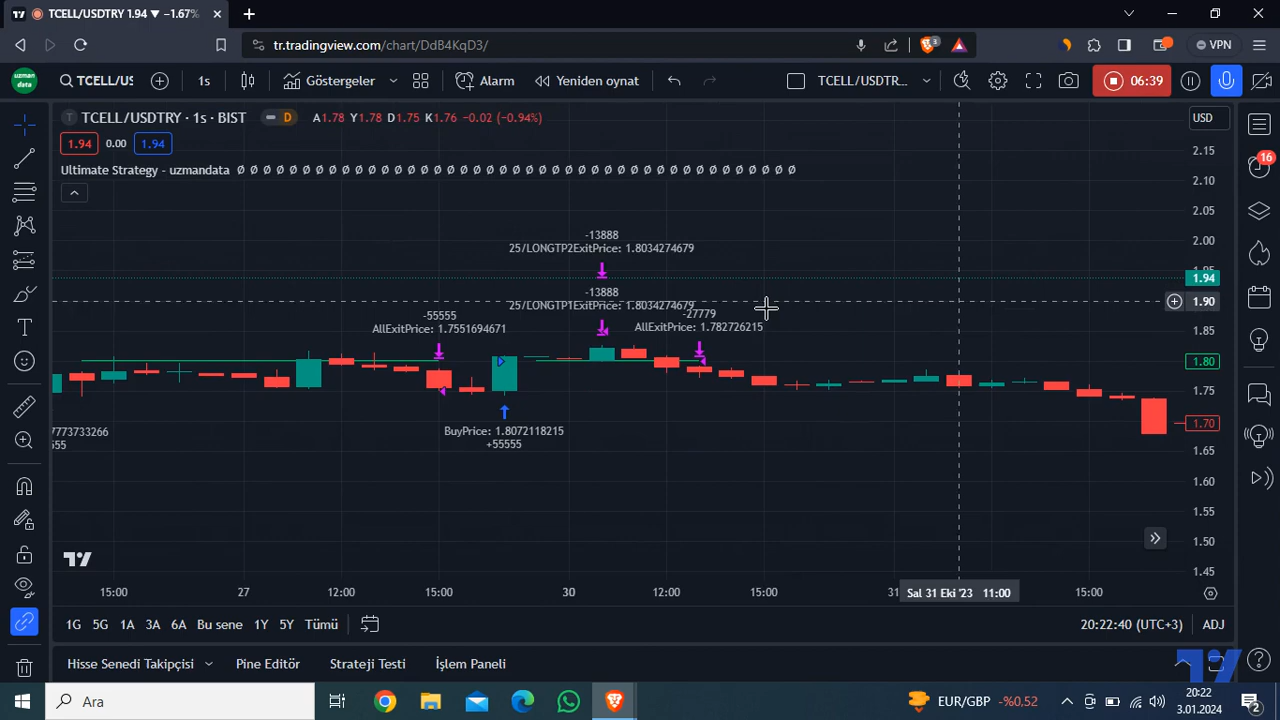 TCELL/USDTRY 1.94 ▼ −1.67%
tr.tradingview.com/chart/DdB4KqD3/
3
VPN
uzman data
TCELL/US
1s
Göstergeler
Alarm
Yeniden oynat
TCELL/USDTR...
06:39
TCELL/USDTRY · 1s · BIST
D
A1.78 Y1.78 D1.75 K1.76 −0.02 (−0.94%)
USD
1.94
0.00
1.94
Ultimate Strategy - uzmandata Ø Ø Ø Ø Ø Ø Ø Ø Ø Ø Ø Ø Ø Ø Ø Ø Ø Ø Ø Ø Ø Ø Ø Ø Ø Ø Ø Ø Ø Ø Ø Ø Ø Ø Ø Ø Ø Ø Ø Ø Ø Ø Ø
16
2.15
2.10
2.05
2.00
1.95
1.94
1.90
1.85
1.80
1.75
1.70
1.65
1.60
1.55
1.50
1.45
-13888
25/LONGTP2ExitPrice: 1.8034274679
-13888
25/LONGTP1ExitPrice: 1.8034274679
-55555
AllExitPrice: 1.7551694671
-27779
AllExitPrice: 1.782726215
BuyPrice: 1.8072118215
+55555
7773733266
555
15:00
27
12:00
15:00
30
12:00
15:00
31
Sal 31 Eki '23 11:00
15:00
1G
5G
1A
3A
6A
Bu sene
1Y
5Y
Tümü
20:22:40 (UTC+3)
ADJ
Hisse Senedi Takipçisi
Pine Editör
Strateji Testi
İşlem Paneli
Ara
EUR/GBP -%0,52
20:22
3.01.2024
2